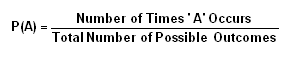 P(A) = Number of Times 'A' Occurs
Total Number of Possible Outcomes